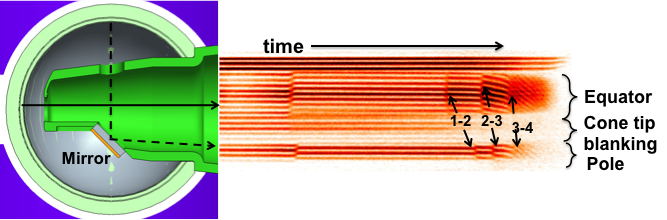 time
Equator
1-2
2-3
3-4
Cone tip
blanking
Mirror
Pole